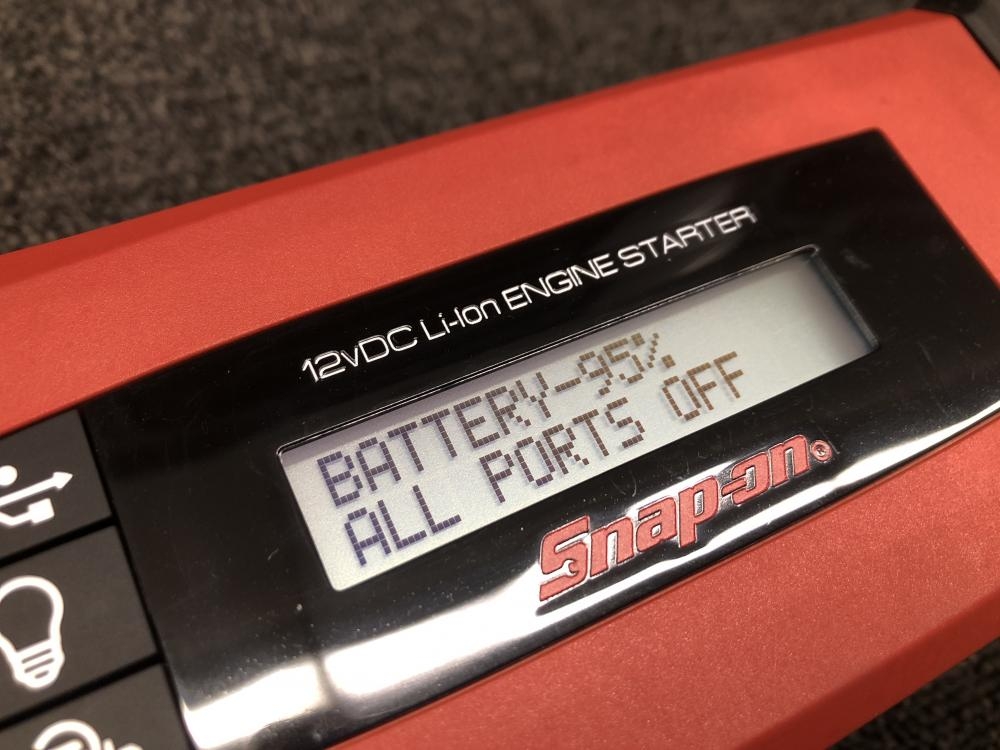 12vDC Li-Ion ENGINE STARTER
BATTERY-95%
ALL PORTS OFF
Snap-on